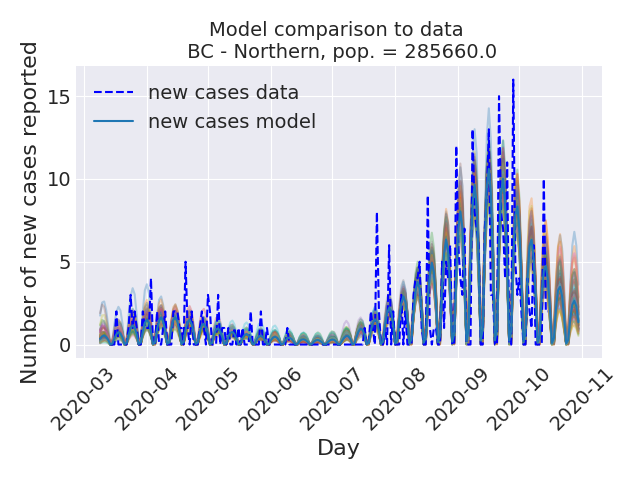 Model comparison to data
BC - Northern, pop. = 285660.0
Number of new cases reported
15
10
5
0
new cases data
new cases model
2020-03
2020-04
2020-05
2020-06
2020-07
2020-08
2020-09
2020-10
2020-11
Day